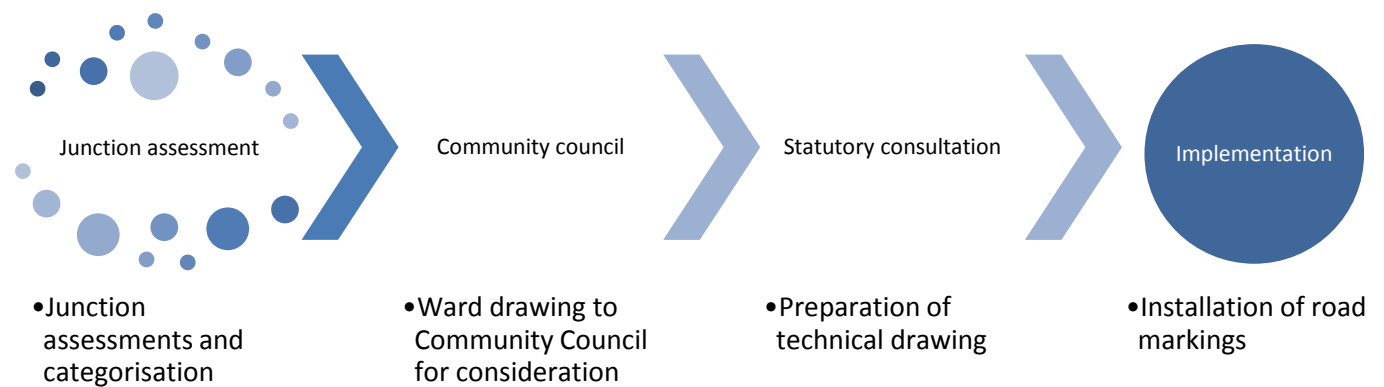 Junction assessment
Community council
Statutory consultation
Implementation
•Junction
assessments and
categorisation
•Ward drawing to
Community Council
for consideration
•Preparation of
technical drawing
•Installation of road
markings